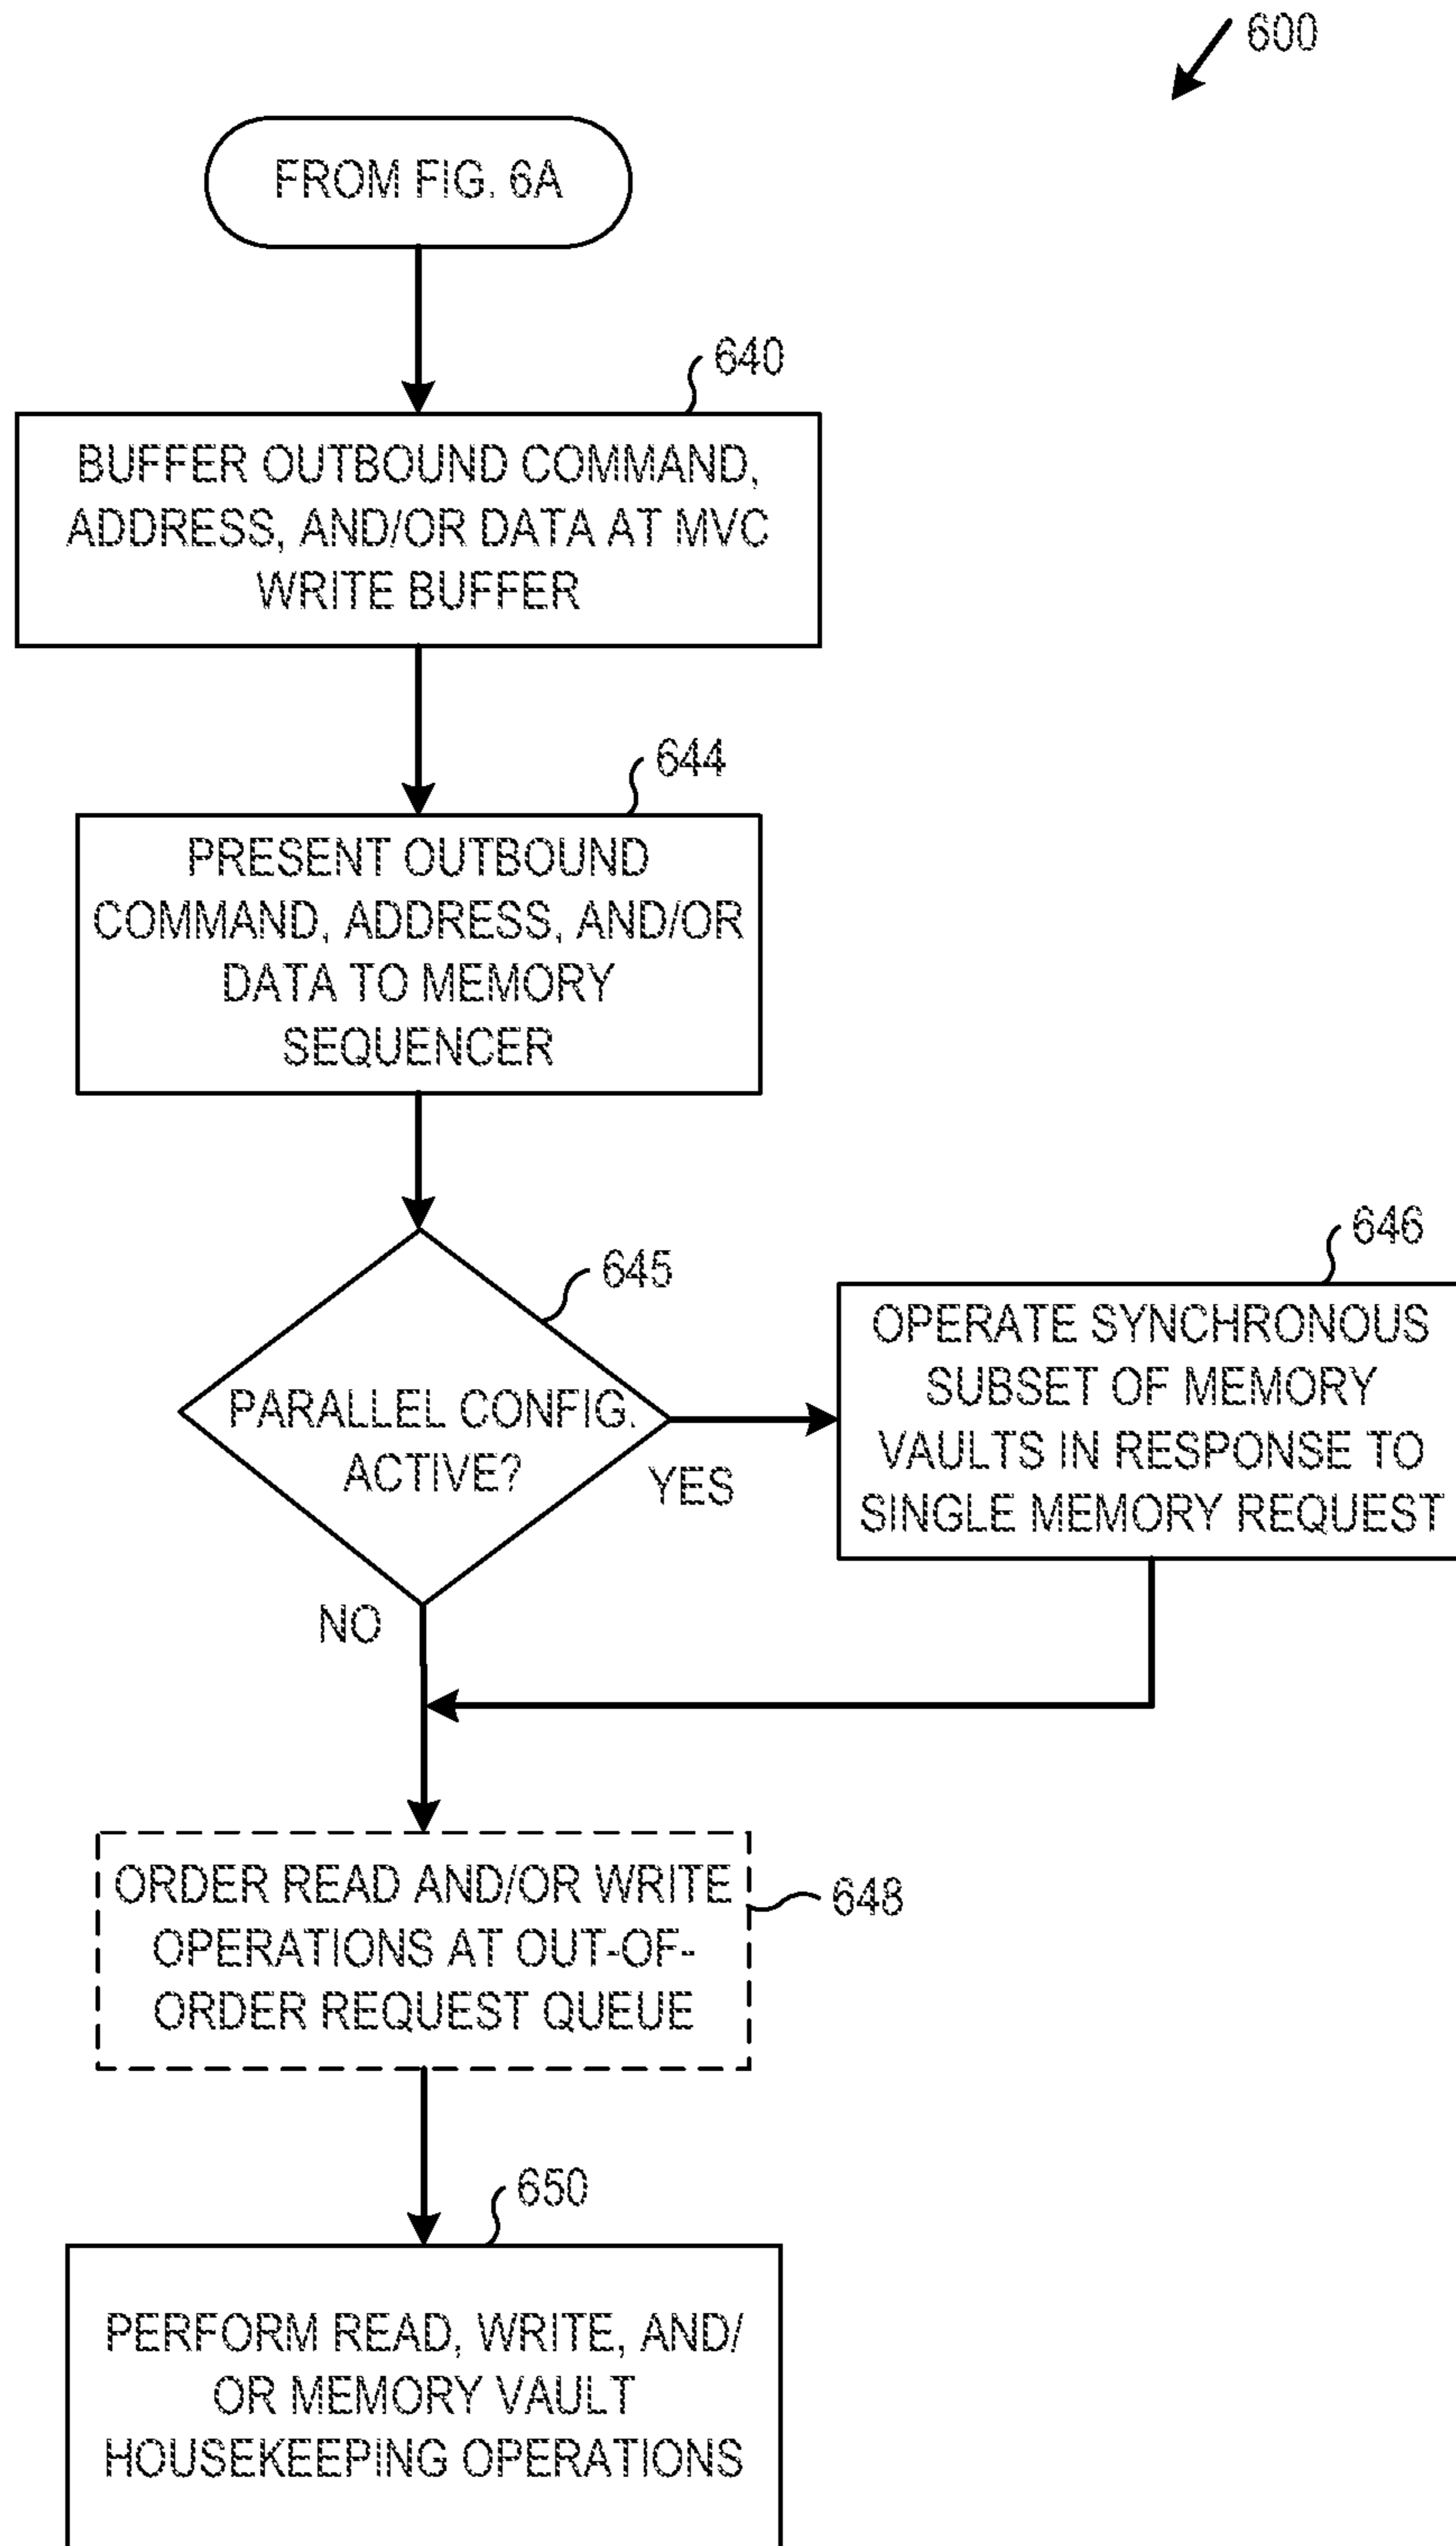 600
FROM FIG. 6A
640
BUFFER OUTBOUND COMMAND,
ADDRESS, AND/OR DATA AT MVC
WRITE BUFFER
644
PRESENT OUTBOUND
COMMAND, ADDRESS, AND/OR
DATA TO MEMORY
SEQUENCER
645
PARALLEL CONFIG.
ACTIVE?
YES
NO
646
OPERATE SYNCHRONOUS
SUBSET OF MEMORY
VAULTS IN RESPONSE TO
SINGLE MEMORY REQUEST
ORDER READ AND/OR WRITE
OPERATIONS AT OUT-OF-
ORDER REQUEST QUEUE
648
650
PERFORM READ, WRITE, AND/
OR MEMORY VAULT
HOUSEKEEPING OPERATIONS